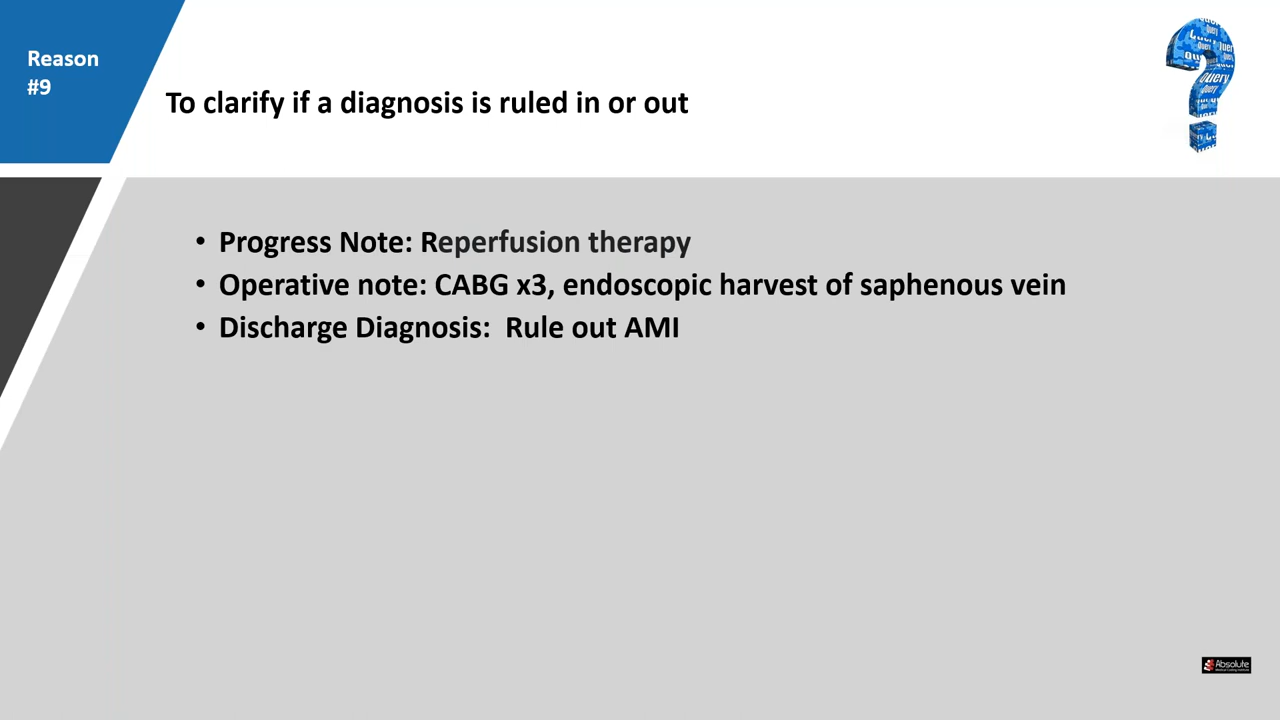 Reason
#9
To clarify if a diagnosis is ruled in or out
• Progress Note: Reperfusion therapy
• Operative note: CABG x3, endoscopic harvest of saphenous vein
• Discharge Diagnosis: Rule out AMI
Query
Absolute